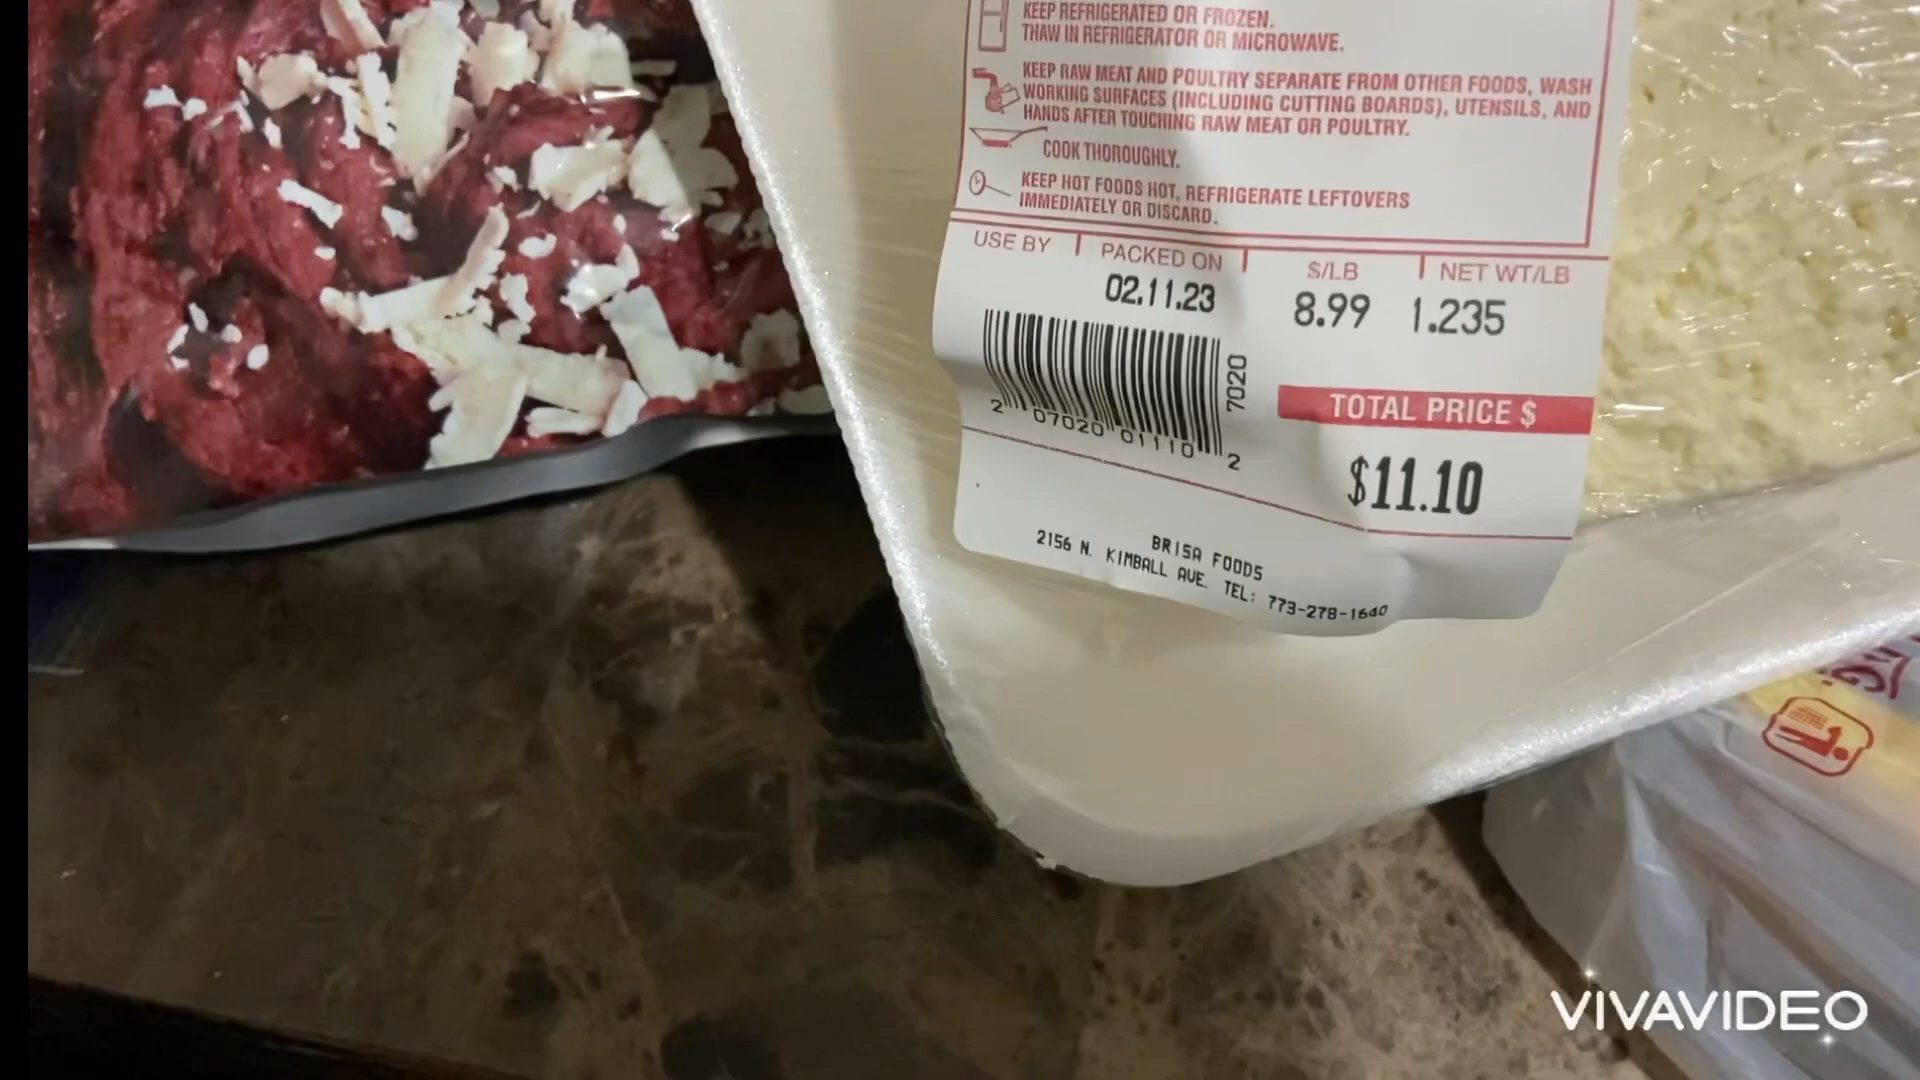 KEEP REFRIGERATED OR FROZEN.
THAW IN REFRIGERATOR OR MICROWAVE.
KEEP RAW MEAT AND POULTRY SEPARATE FROM OTHER FOODS, WASH
WORKING SURFACES (INCLUDING CUTTING BOARDS), UTENSILS, AND
HANDS AFTER TOUCHING RAW MEAT OR POULTRY.
COOK THOROUGHLY.
KEEP HOT FOODS HOT, REFRIGERATE LEFTOVERS
IMMEDIATELY OR DISCARD.
USE BY PACKED ON $/LB NET WT/LB
02.11.23 8.99 1.235
7020
2 07020 01110 2
TOTAL PRICE $
$11.10
BRISA FOODS
2156 N. KIMBALL AVE. TEL: 773-278-1640
VIVAVIDEO